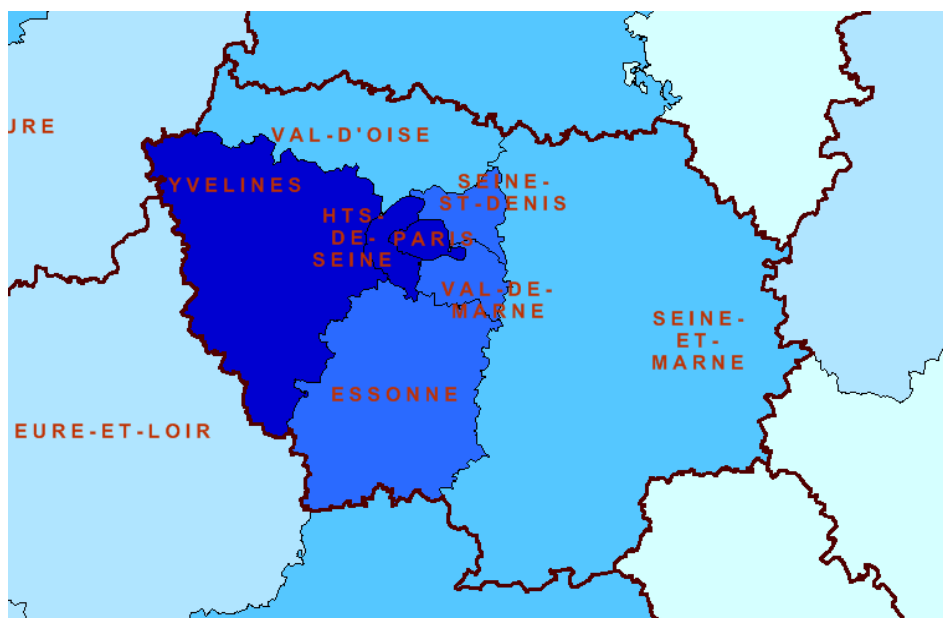 VAL-D'OISE
URE
YVELINES
SEINE-
ST-DENIS
HTS-
DE-
SEINE
PARIS
VAL-DE-
MARNE
SEINE-
ET-
MARNE
ESSONNE
EURE-ET-LOIR